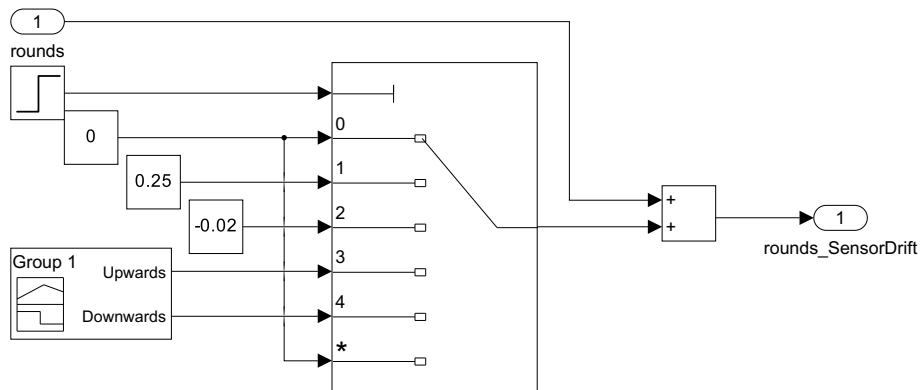 1
rounds
0
0
0.25
1
-0.02
2
Group 1
Upwards
3
Downwards
4
*
+
+
1
rounds_SensorDrift